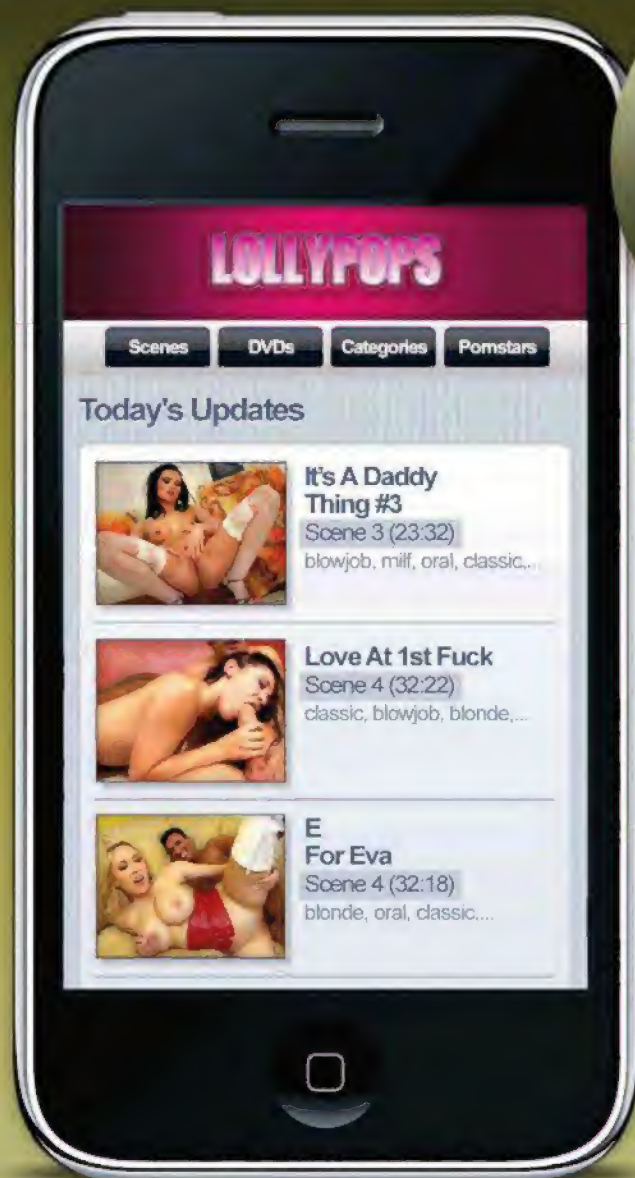 LOLLYPOPS
Scenes DVDs Categories Pornstars
Today's Updates
It's A Daddy
Thing #3
Scene 3 (23:32)
blowjob, milf, oral, classic,...
Love At 1st Fuck
Scene 4 (32:22)
classic, blowjob, blonde,...
E
For Eva
Scene 4 (32:18)
blonde, oral, classic,...